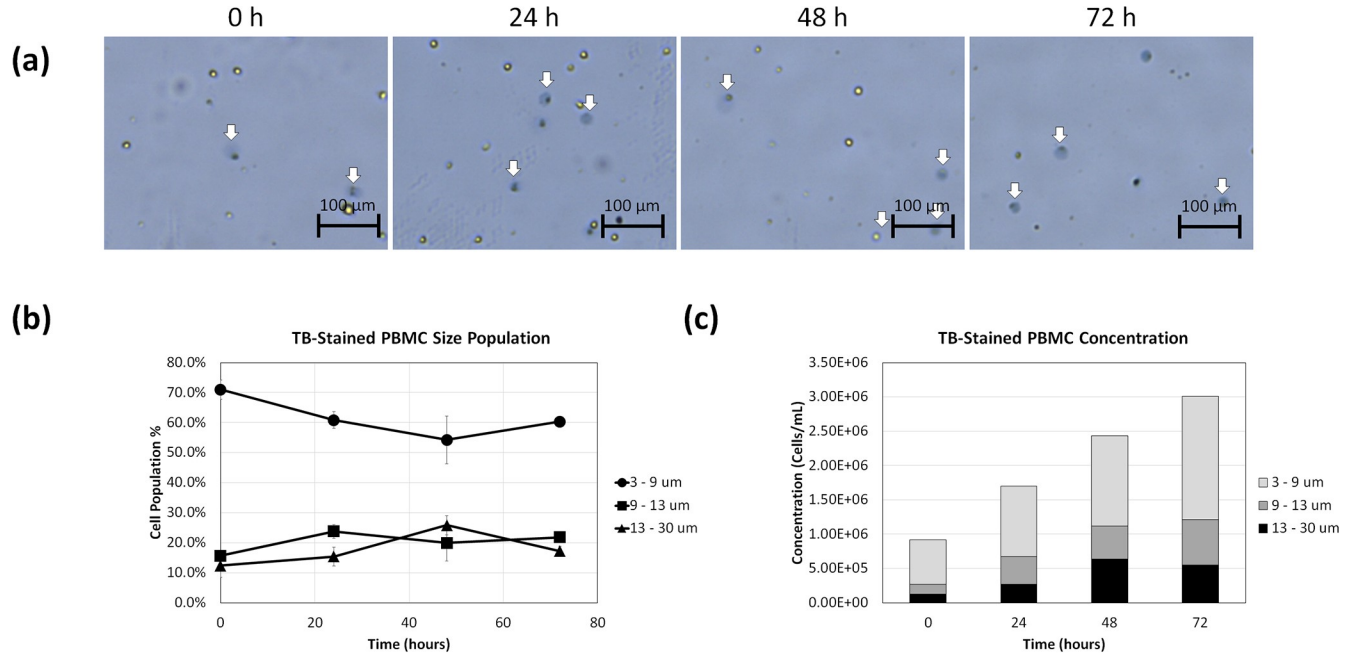 0 h 24 h 48 h 72 h
(a)
100 µm 100 µm 100 µm 100 µm
(b) (c)
TB-Stained PBMC Size Population
80.0%
70.0%
60.0%
50.0%
40.0%
30.0%
20.0%
10.0%
0.0%
Cell Population %
0 20 40 60 80
Time (hours)
3 - 9 um
9 - 13 um
13 - 30 um
TB-Stained PBMC Concentration
3.50E+06
3.00E+06
2.50E+06
2.00E+06
1.50E+06
1.00E+06
5.00E+05
0.00E+00
Concentration (Cells/mL)
0 24 48 72
Time (hours)
3 - 9 um
9 - 13 um
13 - 30 um